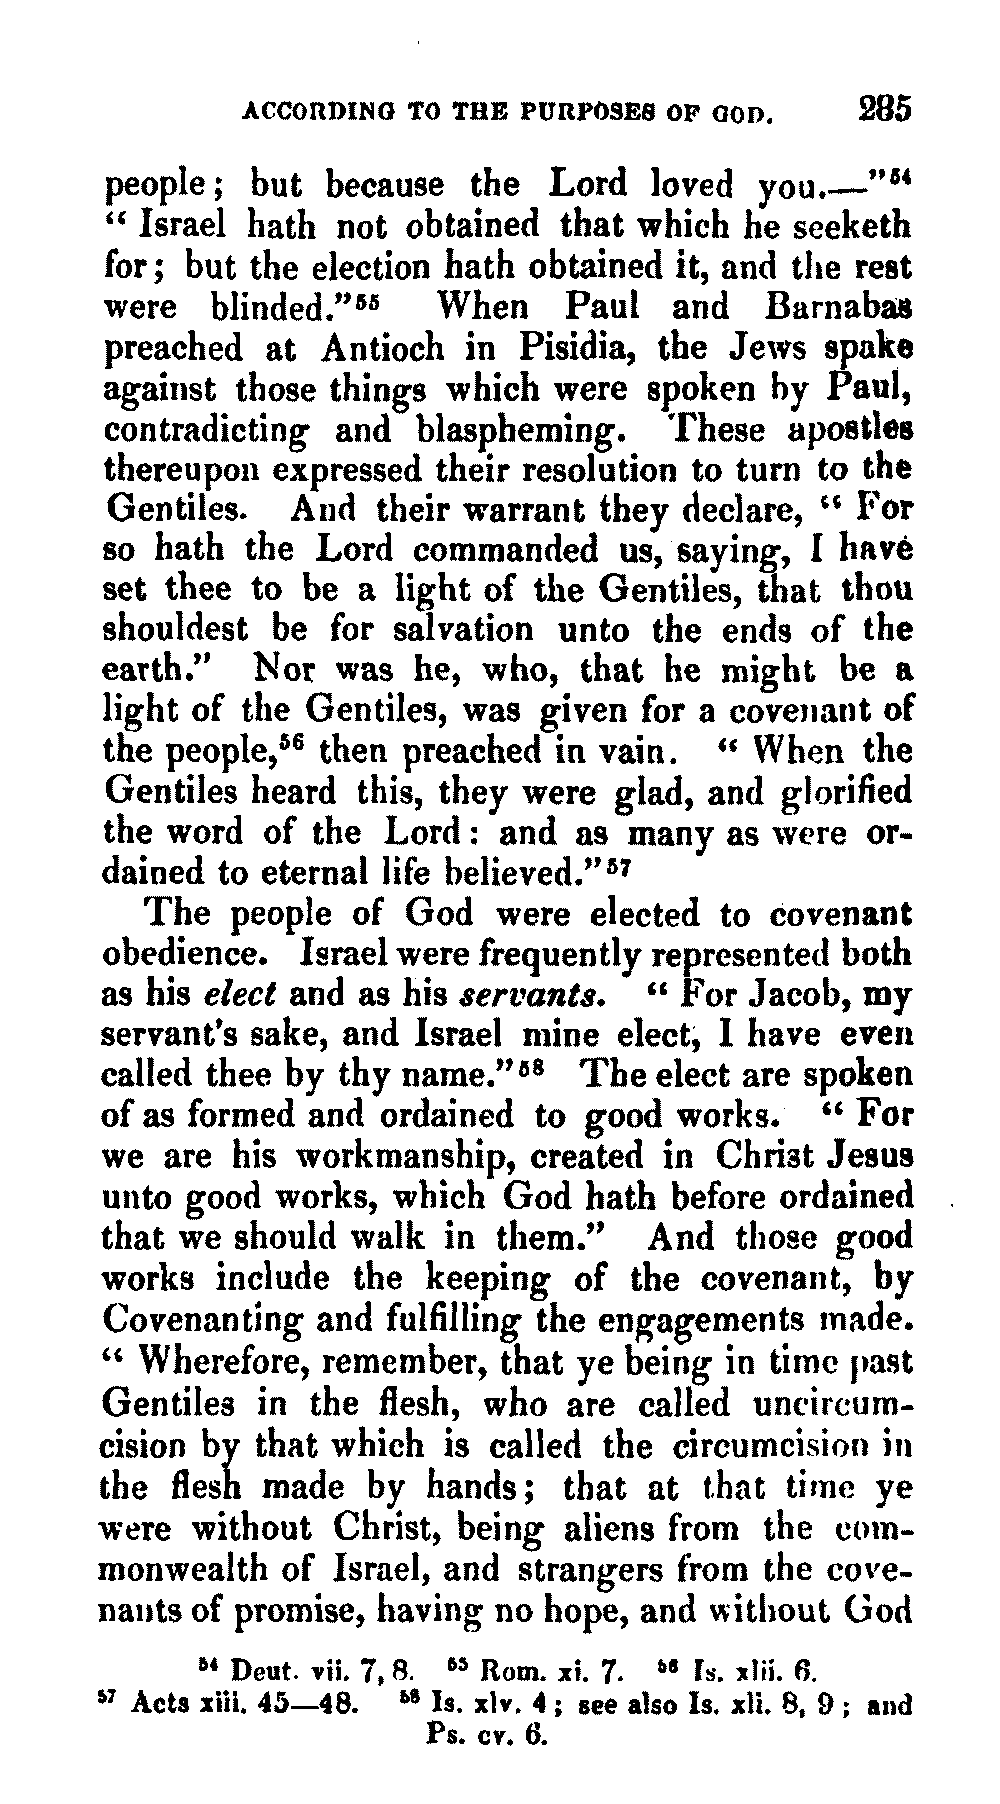 ACCORDING TO THE PURPOSES OF GOD. 285
people; but because the Lord loved you.—"⁵⁴
"Israel hath not obtained that which he seeketh
for; but the election hath obtained it, and the rest
were blinded."⁵⁵ When Paul and Barnabas
preached at Antioch in Pisidia, the Jews spake
against those things which were spoken by Paul,
contradicting and blaspheming. These apostles
thereupon expressed their resolution to turn to the
Gentiles. And their warrant they declare, "For
so hath the Lord commanded us, saying, I have
set thee to be a light of the Gentiles, that thou
shouldest be for salvation unto the ends of the
earth." Nor was he, who, that he might be a
light of the Gentiles, was given for a covenant of
the people,⁵⁶ then preached in vain. "When the
Gentiles heard this, they were glad, and glorified
the word of the Lord: and as many as were or-
dained to eternal life believed."⁵⁷
The people of God were elected to covenant
obedience. Israel were frequently represented both
as his elect and as his servants. "For Jacob, my
servant's sake, and Israel mine elect, I have even
called thee by thy name."⁵⁸ The elect are spoken
of as formed and ordained to good works. "For
we are his workmanship, created in Christ Jesus
unto good works, which God hath before ordained
that we should walk in them." And those good
works include the keeping of the covenant, by
Covenanting and fulfilling the engagements made.
"Wherefore, remember, that ye being in time past
Gentiles in the flesh, who are called uncircum-
cision by that which is called the circumcision in
the flesh made by hands; that at that time ye
were without Christ, being aliens from the com-
monwealth of Israel, and strangers from the cove-
nants of promise, having no hope, and without God
⁵⁴ Deut. vii. 7, 8. ⁵⁵ Rom. xi. 7. ⁵⁶ Is. xlii. 6.
⁵⁷ Acts xiii. 45—48. ⁵⁸ Is. xlv. 4; see also Is. xli. 8, 9; and
Ps. cv. 6.